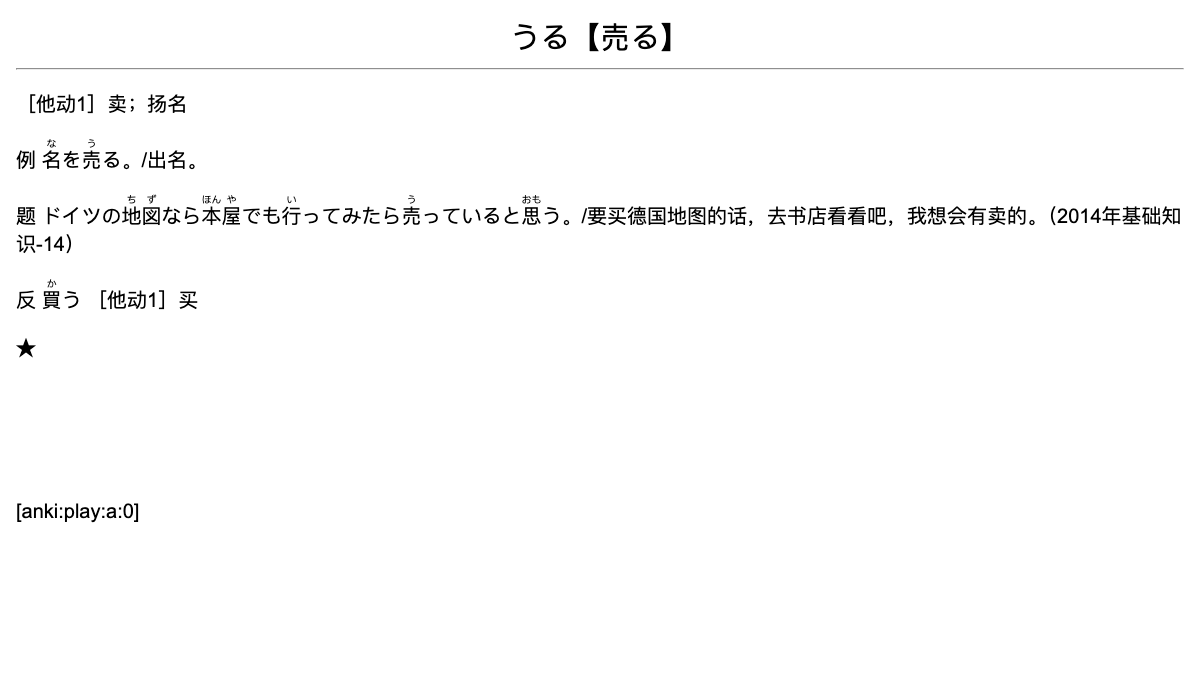 うる【売る】
［他动1］卖；扬名
な う
例 名を売る。/出名。
ち ず ほん や い う おも
题 ドイツの地図なら本屋でも行ってみたら売っていると思う。/要买德国地图的话，去书店看看吧，我想会有卖的。（2014年基础知
识-14）
か
反 買う ［他动1］买
★
[anki:play:a:0]